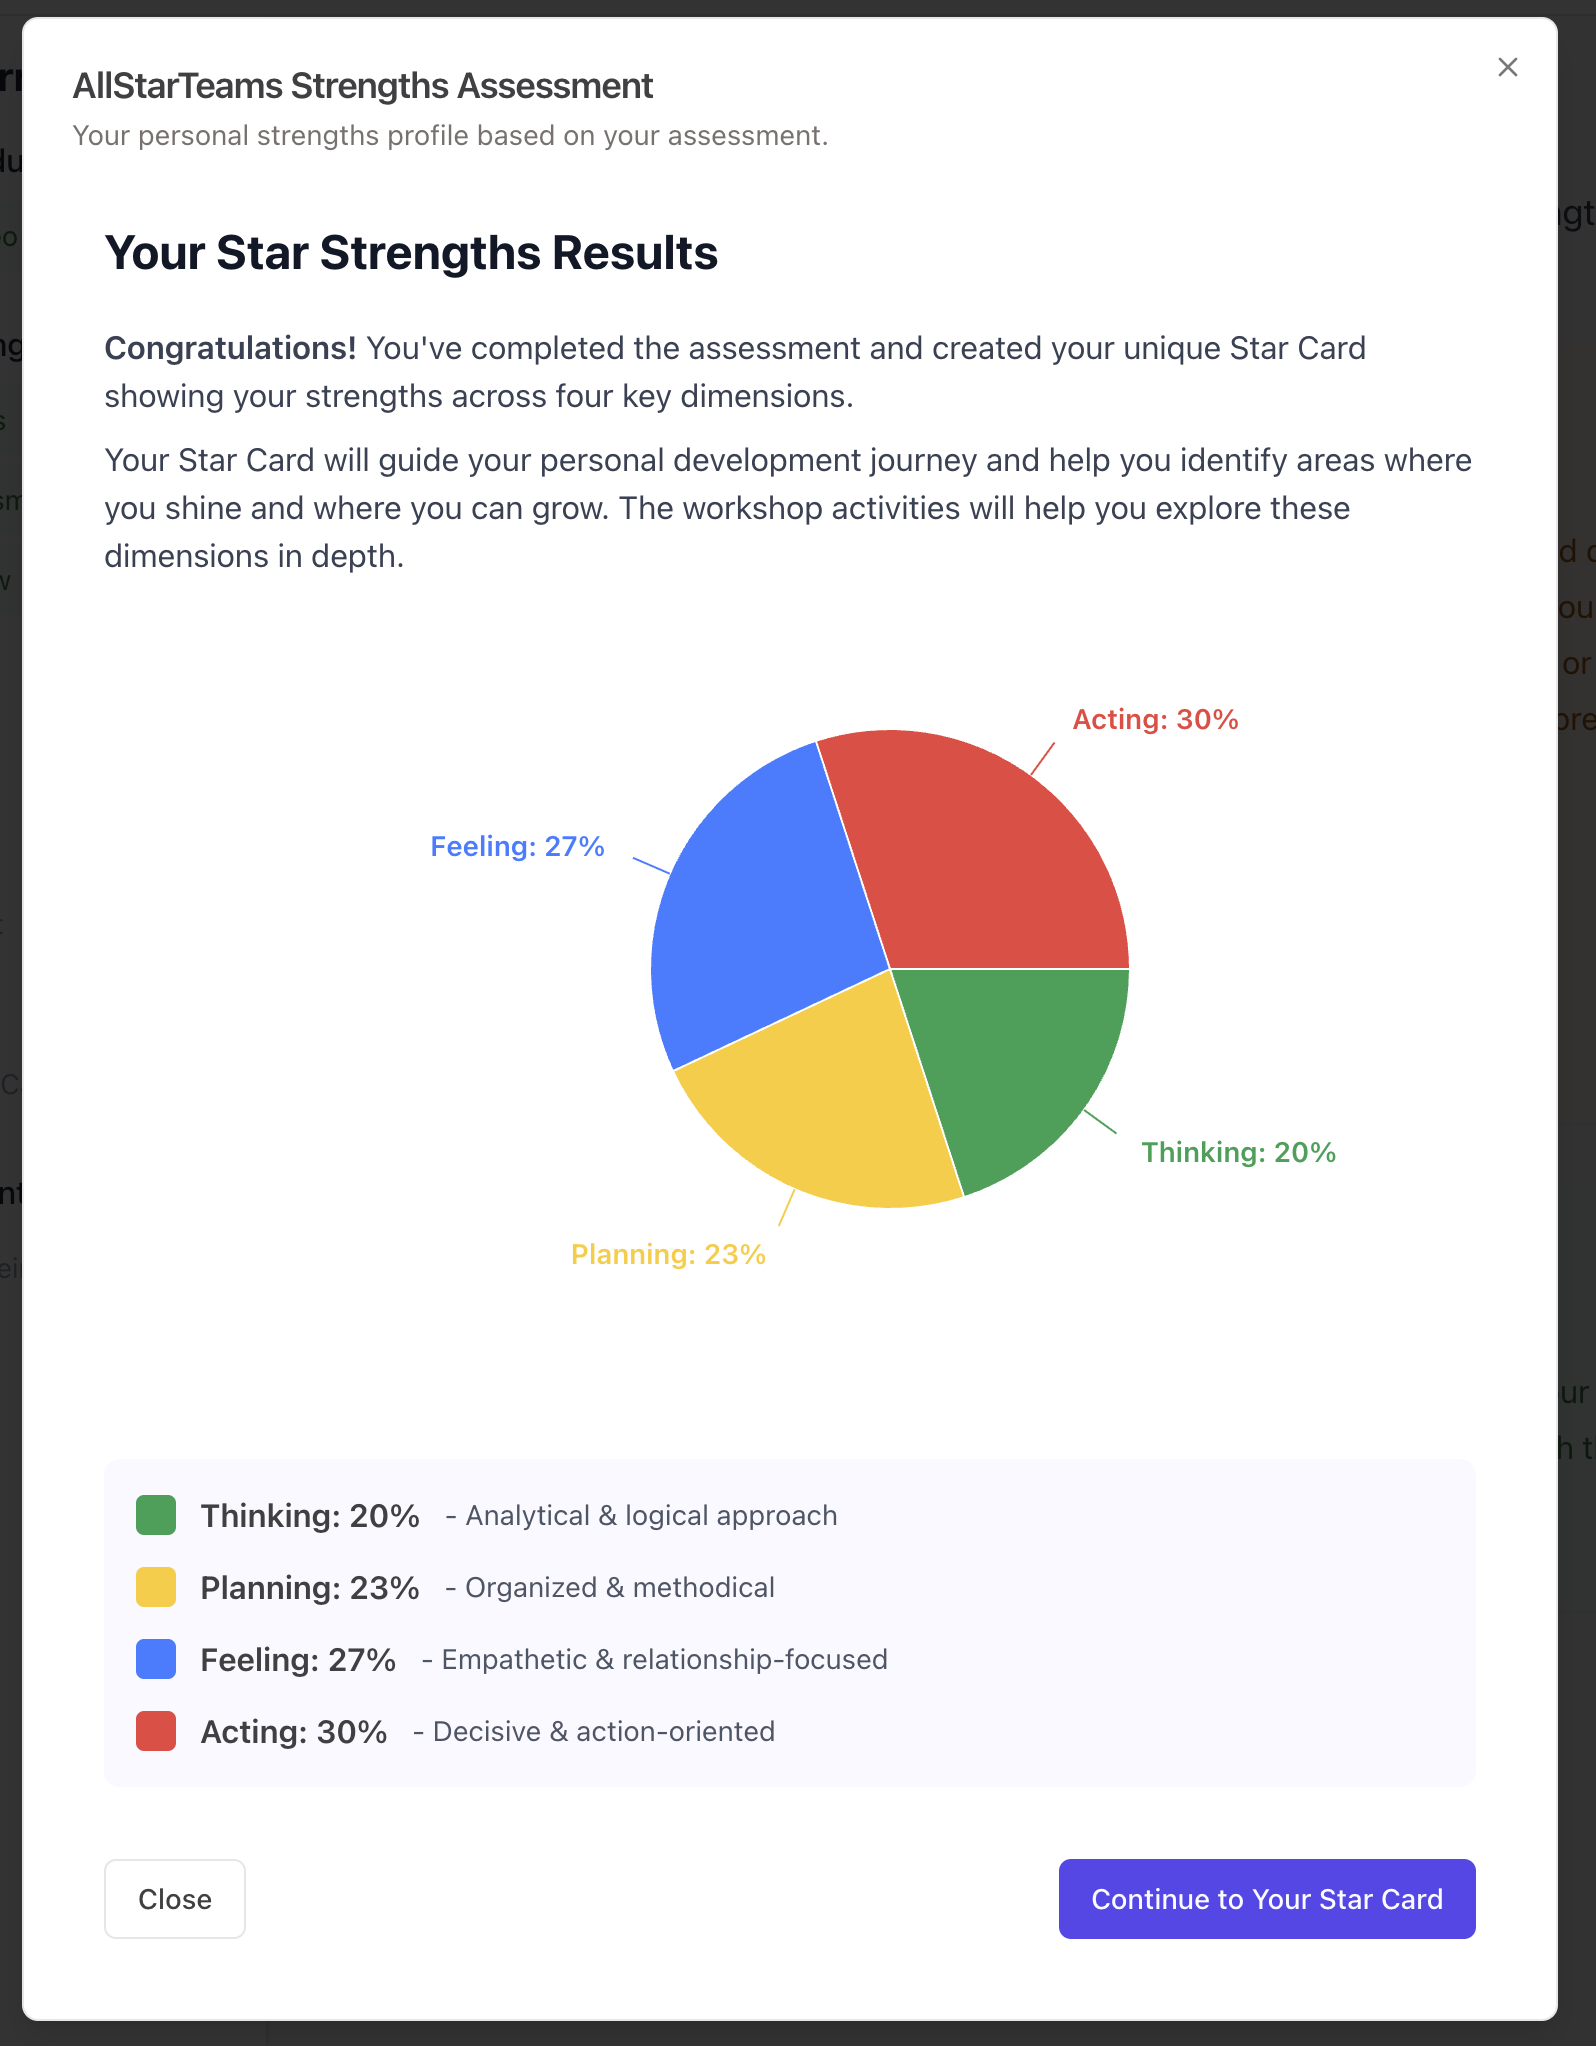 AllStarTeams Strengths Assessment
Your personal strengths profile based on your assessment.
Your Star Strengths Results
Congratulations! You've completed the assessment and created your unique Star Card
showing your strengths across four key dimensions.
Your Star Card will guide your personal development journey and help you identify areas where
you shine and where you can grow. The workshop activities will help you explore these
dimensions in depth.
Acting: 30%
Feeling: 27%
Thinking: 20%
Planning: 23%
Thinking: 20% - Analytical & logical approach
Planning: 23% - Organized & methodical
Feeling: 27% - Empathetic & relationship-focused
Acting: 30% - Decisive & action-oriented
Close
Continue to Your Star Card